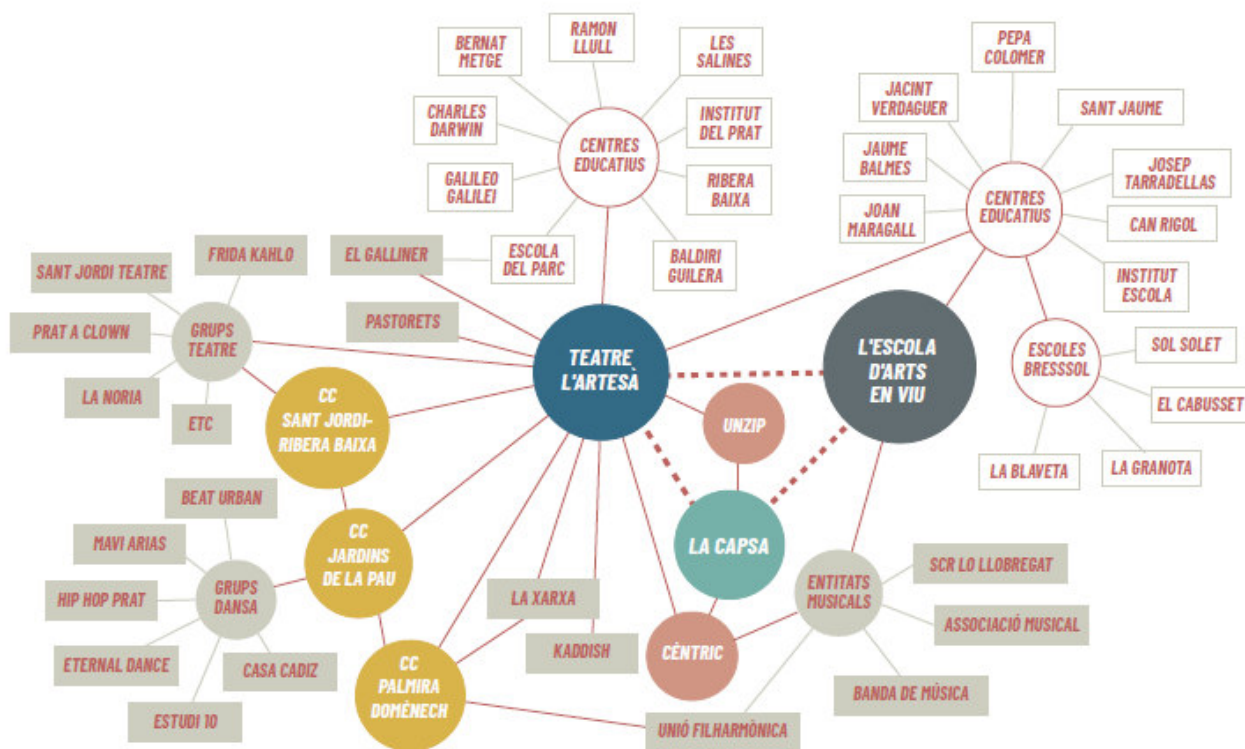 BERNAT
METGE
RAMON
LLULL
LES
SALINES
CHARLES
DARWIN
CENTRES
EDUCATIUS
INSTITUT
DEL PRAT
GALILEO
GALILEI
RIBERA
BAIXA
ESCOLA
DEL PARC
BALDIRI
GUILERA
PEPA
COLOMER
JACINT
VERDAGUER
SANT JAUME
JAUME
BALMES
CENTRES
EDUCATIUS
JOSEP
TARRADELLAS
JOAN
MARAGALL
CAN RIGOL
INSTITUT
ESCOLA
ESCOLES
BRESSSOL
SOL SOLET
EL CABUSSET
LA BLAVETA
LA GRANOTA
FRIDA KAHLO
EL GALLINER
SANT JORDI TEATRE
PASTORETS
PRAT A CLOWN
GRUPS
TEATRE
LA NORIA
ETC
TEATRE
L'ARTESÀ
L'ESCOLA
D'ARTS
EN VIU
CC
SANT JORDI-
RIBERA BAIXA
UNZIP
BEAT URBAN
MAVI ARIAS
CC
JARDINS
DE LA PAU
LA CAPSA
HIP HOP PRAT
GRUPS
DANSA
LA XARXA
ENTITATS
MUSICALS
SCR LO LLOBREGAT
ETERNAL DANCE
CASA CADIZ
KADDISH
CÈNTRIC
ASSOCIACIÓ MUSICAL
ESTUDI 10
CC
PALMIRA
DOMÈNECH
UNIÓ FILHARMÒNICA
BANDA DE MÚSICA